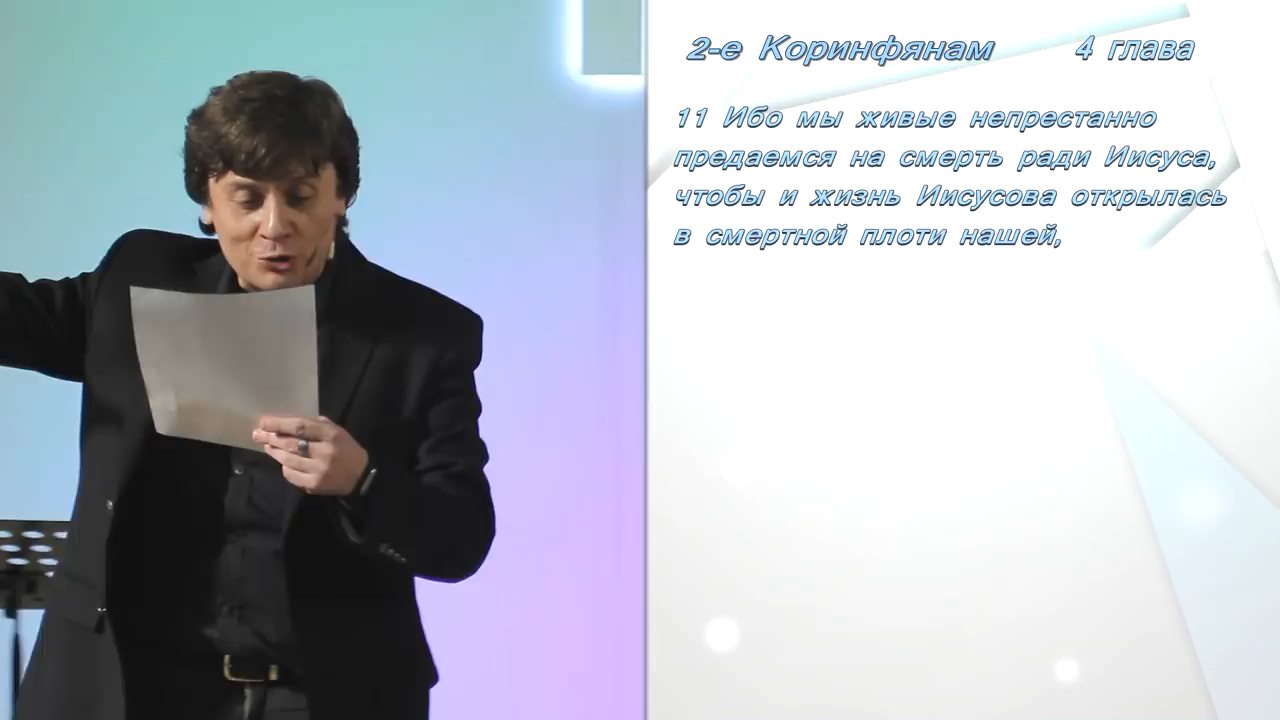 2-е Коринфянам 4 глава
11 Ибо мы живые непрестанно
предаемся на смерть ради Иисуса,
чтобы и жизнь Иисусова открылась
в смертной плоти нашей,